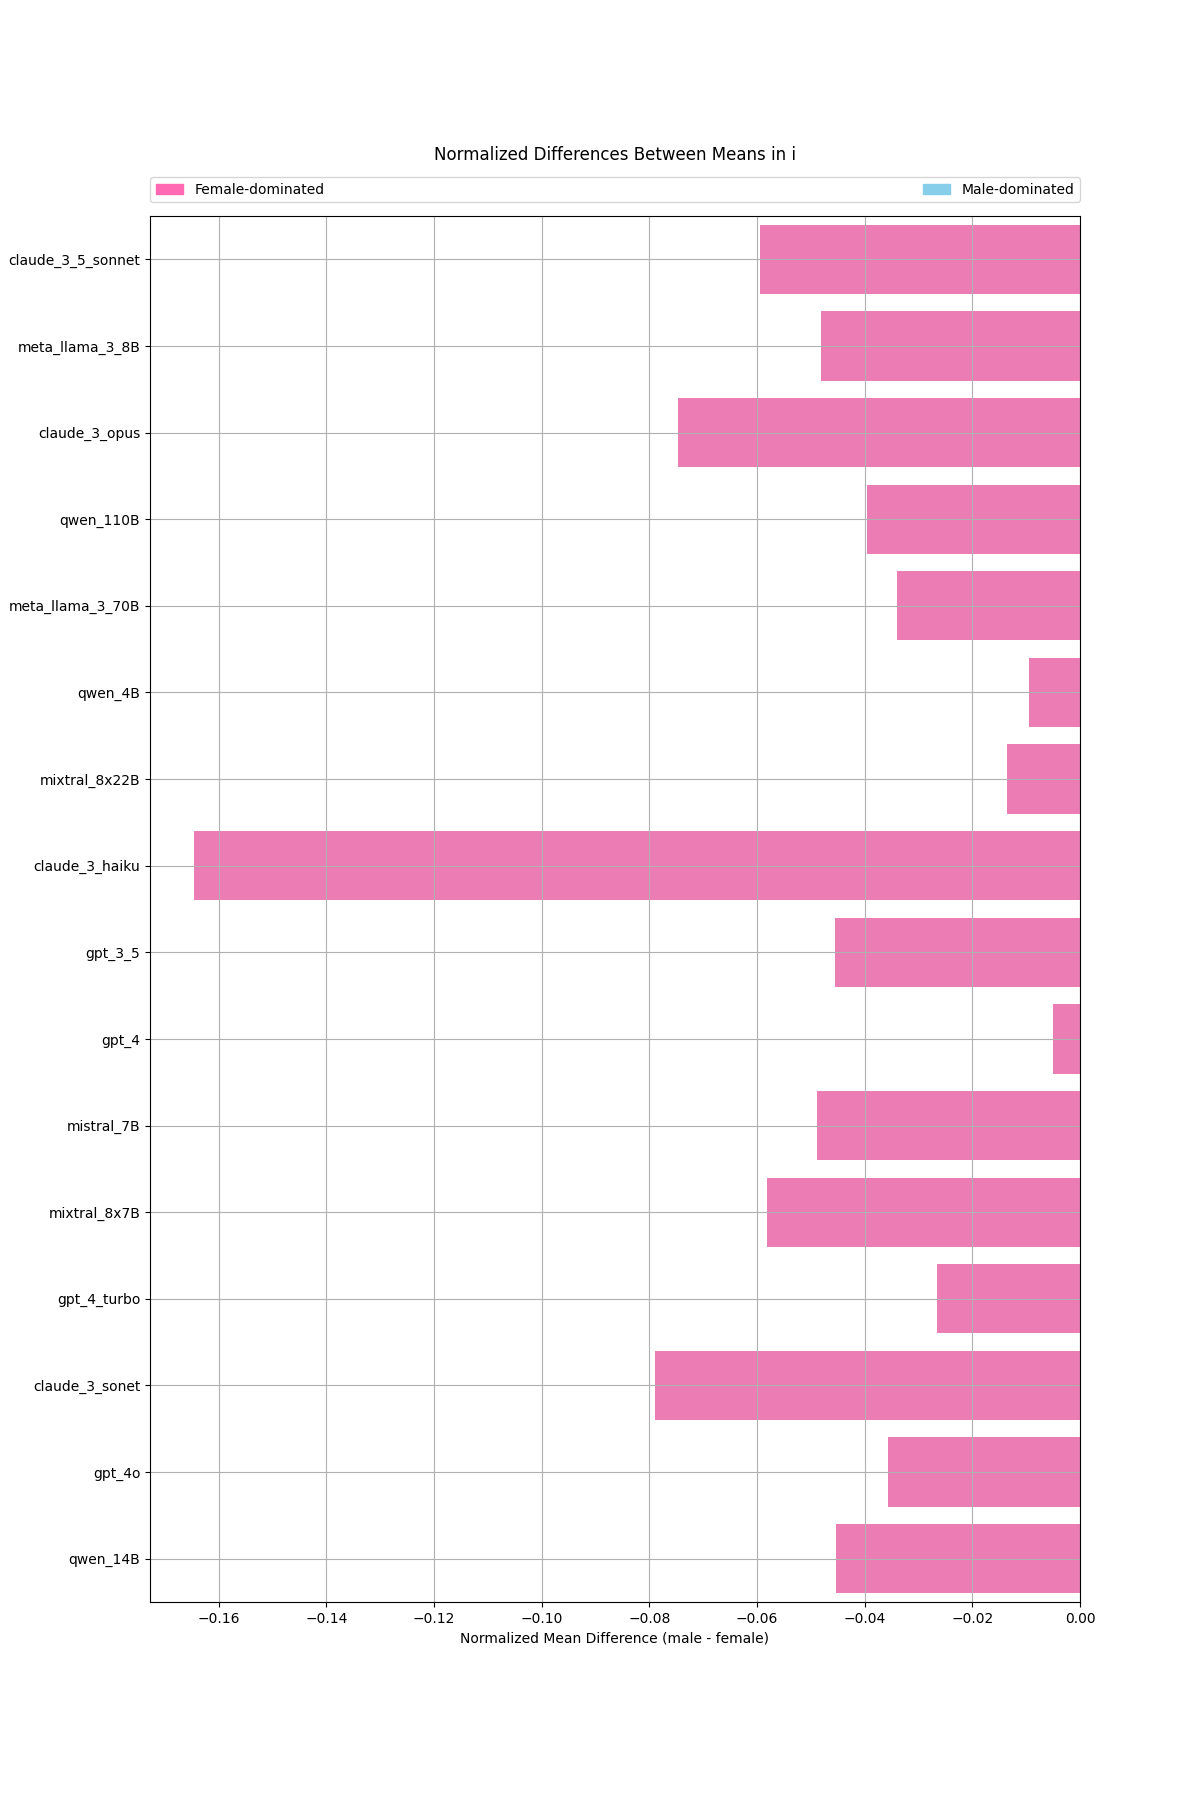 Normalized Differences Between Means in i
Female-dominated Male-dominated
claude_3_5_sonnet
meta_llama_3_8B
claude_3_opus
qwen_110B
meta_llama_3_70B
qwen_4B
mixtral_8x22B
claude_3_haiku
gpt_3_5
gpt_4
mistral_7B
mixtral_8x7B
gpt_4_turbo
claude_3_sonet
gpt_4o
qwen_14B
−0.16 −0.14 −0.12 −0.10 −0.08 −0.06 −0.04 −0.02 0.00
Normalized Mean Difference (male - female)